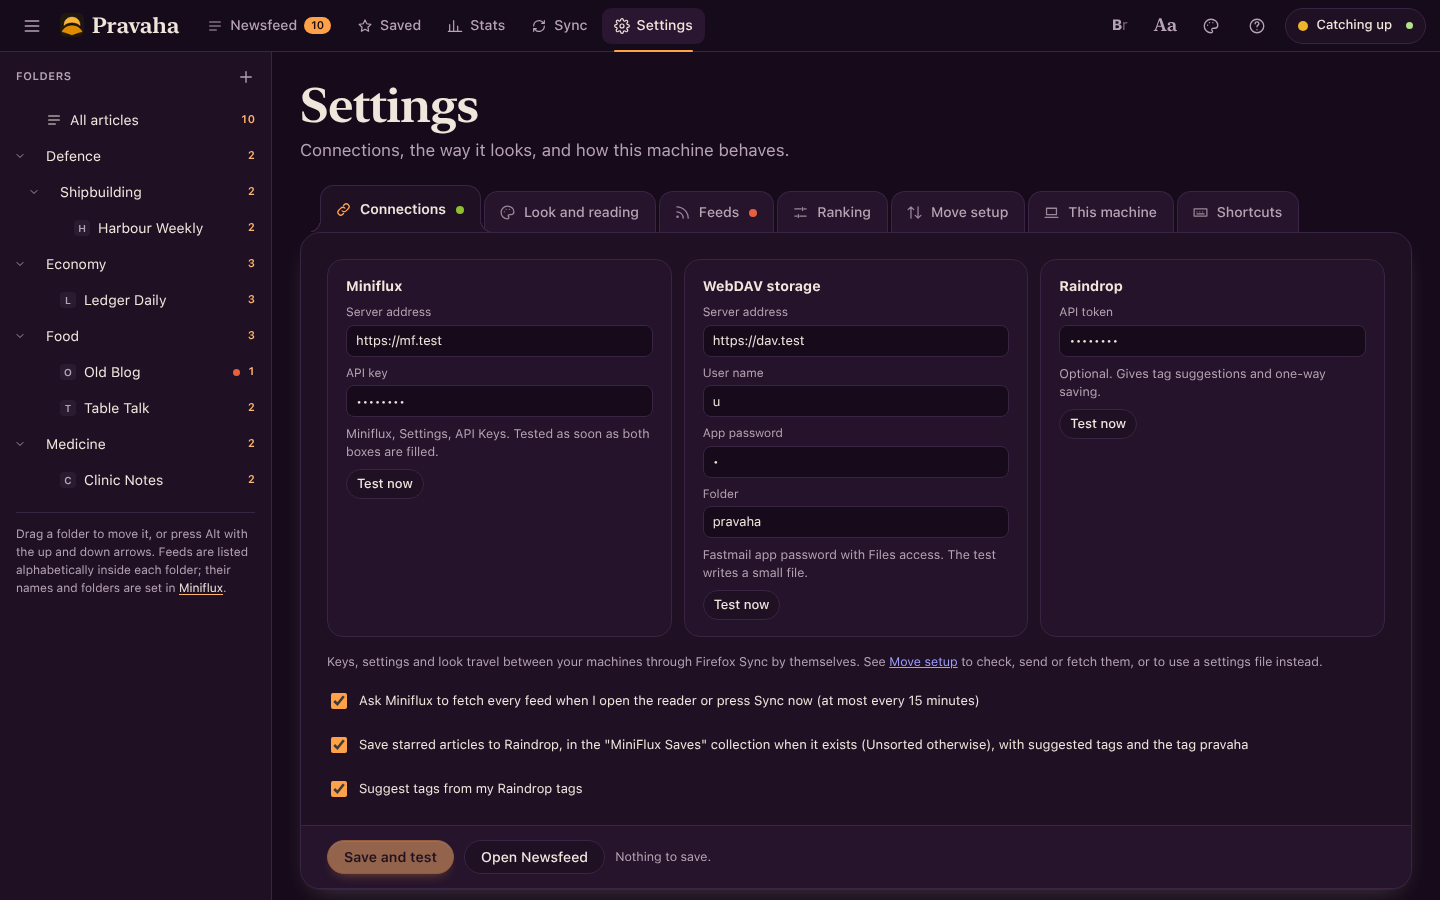 Pravaha
Newsfeed 10
Saved
Stats
Sync
Settings
Br
Aa
Catching up
FOLDERS
All articles 10
Defence 2
Shipbuilding 2
H Harbour Weekly 2
Economy 3
L Ledger Daily 3
Food 3
O Old Blog 1
T Table Talk 2
Medicine 2
C Clinic Notes 2
Drag a folder to move it, or press Alt with
the up and down arrows. Feeds are listed
alphabetically inside each folder; their
names and folders are set in Miniflux.
Settings
Connections, the way it looks, and how this machine behaves.
Connections
Look and reading
Feeds
Ranking
Move setup
This machine
Shortcuts
Miniflux
Server address
https://mf.test
API key
••••••••
Miniflux, Settings, API Keys. Tested as soon as both
boxes are filled.
Test now
WebDAV storage
Server address
https://dav.test
User name
u
App password
•
Folder
pravaha
Fastmail app password with Files access. The test
writes a small file.
Test now
Raindrop
API token
••••••••
Optional. Gives tag suggestions and one-way
saving.
Test now
Keys, settings and look travel between your machines through Firefox Sync by themselves. See Move setup to check, send or fetch them, or to use a settings file instead.
Ask Miniflux to fetch every feed when I open the reader or press Sync now (at most every 15 minutes)
Save starred articles to Raindrop, in the "MiniFlux Saves" collection when it exists (Unsorted otherwise), with suggested tags and the tag pravaha
Suggest tags from my Raindrop tags
Save and test
Open Newsfeed
Nothing to save.